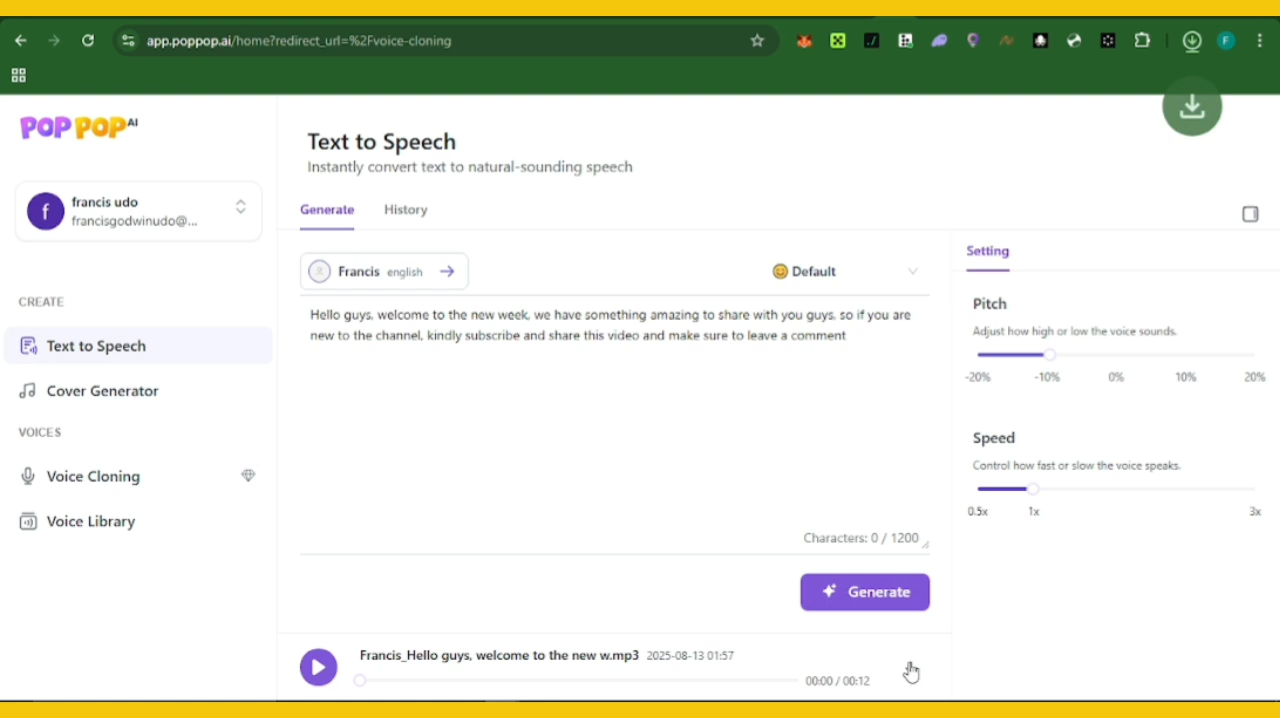 app.poppop.ai/home?redirect_url=%2Fvoice-cloning
F
POP POP AI
f
francis udo
francisgodwinudo@...
CREATE
Text to Speech
Cover Generator
VOICES
Voice Cloning
Voice Library
Text to Speech
Instantly convert text to natural-sounding speech
Generate History
Francis english
Default
Hello guys, welcome to the new week, we have something amazing to share with you guys, so if you are
new to the channel, kindly subscribe and share this video and make sure to leave a comment
Characters: 0 / 1200
Generate
Francis_Hello guys, welcome to the new w.mp3 2025-08-13 01:57
00:00 / 00:12
Setting
Pitch
Adjust how high or low the voice sounds.
-20% -10% 0% 10% 20%
Speed
Control how fast or slow the voice speaks.
0.5x 1x 3x